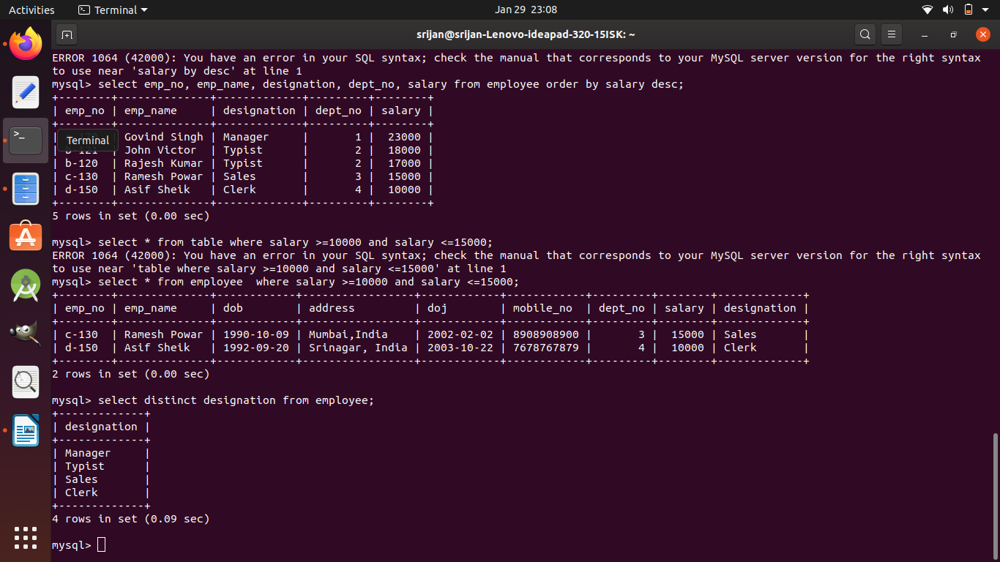 Activities Terminal Jan 29 23:08
srijan@srijan-Lenovo-ideapad-320-15ISK: ~
ERROR 1064 (42000): You have an error in your SQL syntax; check the manual that corresponds to your MySQL server version for the right syntax
to use near 'salary by desc' at line 1
mysql> select emp_no, emp_name, designation, dept_no, salary from employee order by salary desc;
+--------+--------------+-------------+---------+--------+
| emp_no | emp_name     | designation | dept_no | salary |
+--------+--------------+-------------+---------+--------+
| Govind Singh | Manager     |       1 |  23000 |
Terminal
| John Victor  | Typist      |       2 |  18000 |
| b-120  | Rajesh Kumar | Typist      |       2 |  17000 |
| c-130  | Ramesh Powar | Sales       |       3 |  15000 |
| d-150  | Asif Sheik   | Clerk       |       4 |  10000 |
+--------+--------------+-------------+---------+--------+
5 rows in set (0.00 sec)
mysql> select * from table where salary >=10000 and salary <=15000;
ERROR 1064 (42000): You have an error in your SQL syntax; check the manual that corresponds to your MySQL server version for the right syntax
to use near 'table where salary >=10000 and salary <=15000' at line 1
mysql> select * from employee  where salary >=10000 and salary <=15000;
+--------+--------------+------------+-----------------+------------+------------+---------+--------+-------------+
| emp_no | emp_name     | dob        | address         | doj        | mobile_no  | dept_no | salary | designation |
+--------+--------------+------------+-----------------+------------+------------+---------+--------+-------------+
| c-130  | Ramesh Powar | 1990-10-09 | Mumbai,India    | 2002-02-02 | 8908908900 |       3 |  15000 | Sales       |
| d-150  | Asif Sheik   | 1992-09-20 | Srinagar, India | 2003-10-22 | 7678767879 |       4 |  10000 | Clerk       |
+--------+--------------+------------+-----------------+------------+------------+---------+--------+-------------+
2 rows in set (0.00 sec)
mysql> select distinct designation from employee;
+-------------+
| designation |
+-------------+
| Manager     |
| Typist      |
| Sales       |
| Clerk       |
+-------------+
4 rows in set (0.09 sec)
mysql>